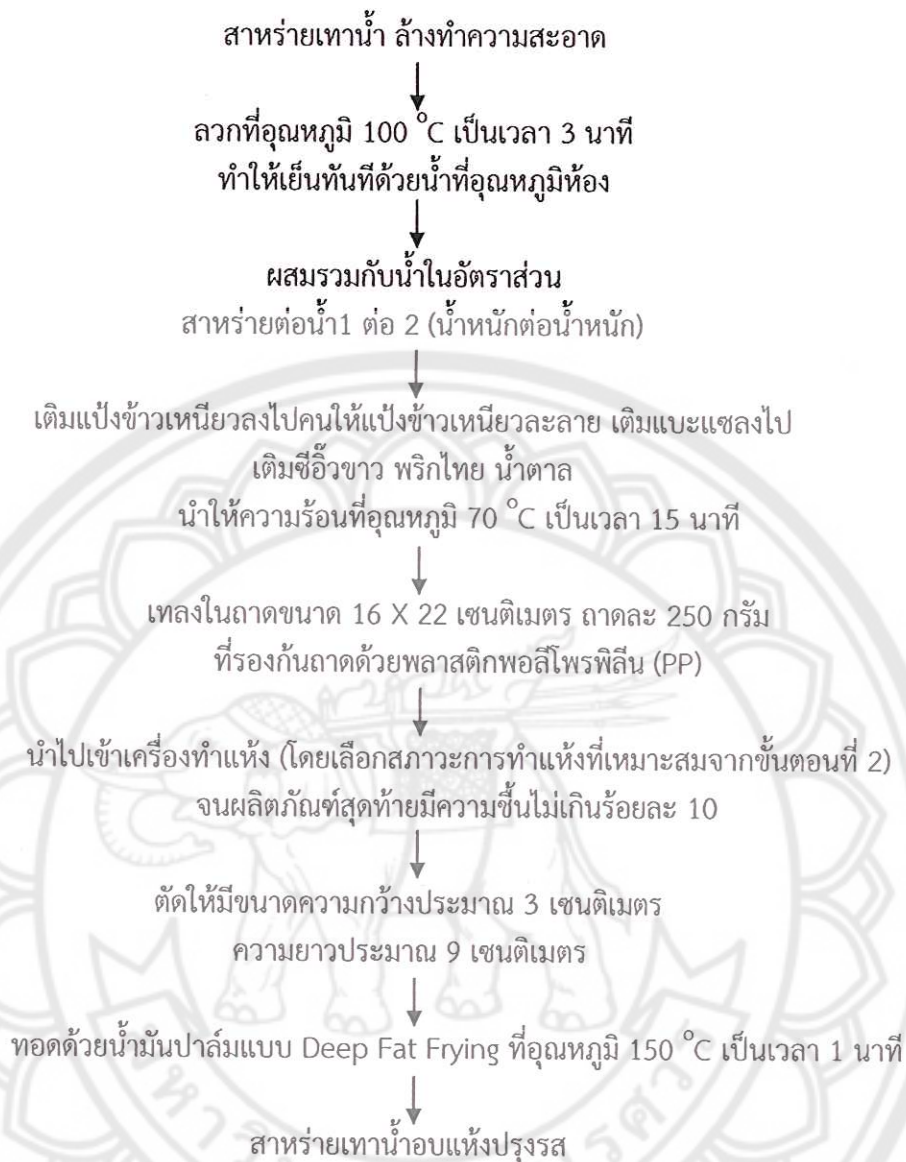 สาหร่ายเทาน้ำ ล้างทำความสะอาด
ลวกที่อุณหภูมิ 100 °C เป็นเวลา 3 นาที
ทำให้เย็นทันทีด้วยน้ำที่อุณหภูมิห้อง
ผสมรวมกับน้ำในอัตราส่วน
สาหร่ายต่อน้ำ1 ต่อ 2 (น้ำหนักต่อน้ำหนัก)
เติมแป้งข้าวเหนียวลงไปคนให้แป้งข้าวเหนียวละลาย เติมแบะแซลงไป
เติมซีอิ๊วขาว พริกไทย น้ำตาล
นำให้ความร้อนที่อุณหภูมิ 70 °C เป็นเวลา 15 นาที
เทลงในถาดขนาด 16 X 22 เซนติเมตร ถาดละ 250 กรัม
ที่รองก้นถาดด้วยพลาสติกพอลีโพรพิลีน (PP)
นำไปเข้าเครื่องทำแห้ง (โดยเลือกสภาวะการทำแห้งที่เหมาะสมจากขั้นตอนที่ 2)
จนผลิตภัณฑ์สุดท้ายมีความชื้นไม่เกินร้อยละ 10
ตัดให้มีขนาดความกว้างประมาณ 3 เซนติเมตร
ความยาวประมาณ 9 เซนติเมตร
ทอดด้วยน้ำมันปาล์มแบบ Deep Fat Frying ที่อุณหภูมิ 150 °C เป็นเวลา 1 นาที
สาหร่ายเทาน้ำอบแห้งปรุงรส